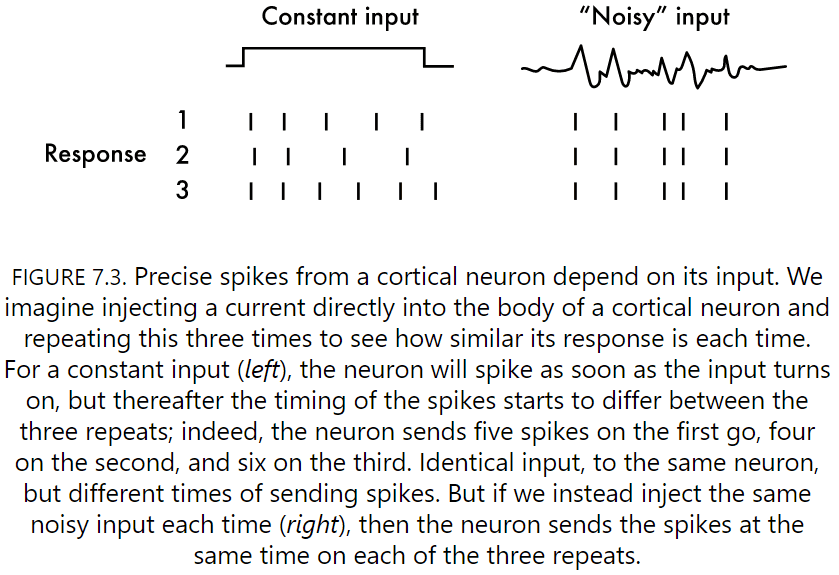 Constant input
“Noisy” input
1
Response 2
3
FIGURE 7.3. Precise spikes from a cortical neuron depend on its input. We
imagine injecting a current directly into the body of a cortical neuron and
repeating this three times to see how similar its response is each time.
For a constant input (left), the neuron will spike as soon as the input turns
on, but thereafter the timing of the spikes starts to differ between the
three repeats; indeed, the neuron sends five spikes on the first go, four
on the second, and six on the third. Identical input, to the same neuron,
but different times of sending spikes. But if we instead inject the same
noisy input each time (right), then the neuron sends the spikes at the
same time on each of the three repeats.